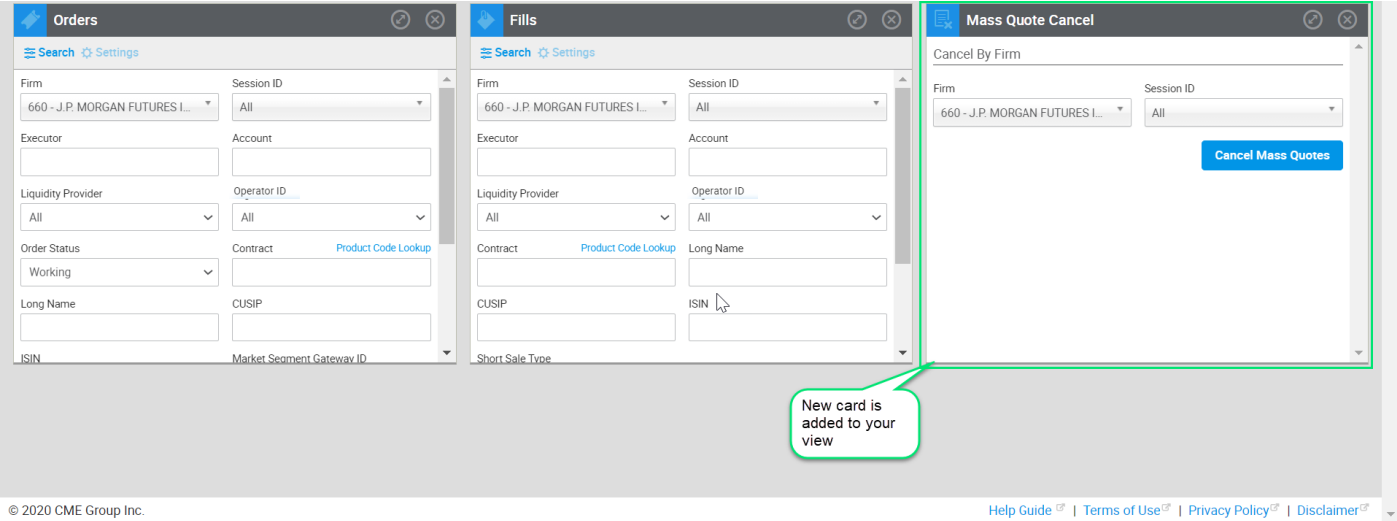 Orders
Search Settings
Firm Session ID
660 - J.P. MORGAN FUTURES I... All
Executor Account
Liquidity Provider Operator ID
All All
Order Status Contract Product Code Lookup
Working
Long Name CUSIP
ISIN Market Segment Gateway ID
Fills
Search Settings
Firm Session ID
660 - J.P. MORGAN FUTURES I... All
Executor Account
Liquidity Provider Operator ID
All All
Contract Product Code Lookup Long Name
CUSIP ISIN
Short Sale Type
Mass Quote Cancel
Cancel By Firm
Firm Session ID
660 - J.P. MORGAN FUTURES I... All
Cancel Mass Quotes
New card is
added to your
view
© 2020 CME Group Inc.
Help Guide | Terms of Use | Privacy Policy | Disclaimer